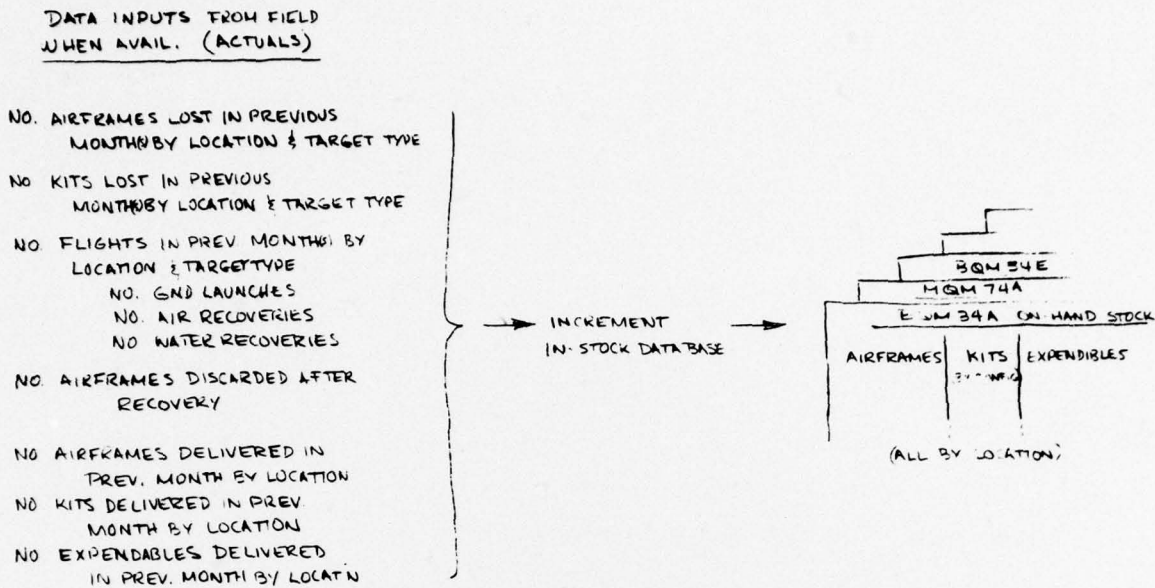 DATA INPUTS FROM FIELD
WHEN AVAIL. (ACTUALS)
NO. AIRFRAMES LOST IN PREVIOUS
MONTH BY LOCATION & TARGET TYPE
NO KITS LOST IN PREVIOUS
MONTH BY LOCATION & TARGET TYPE
NO. FLIGHTS IN PREV. MONTH BY
LOCATION & TARGET TYPE
NO. GND LAUNCHES
NO. AIR RECOVERIES
NO WATER RECOVERIES
NO. AIRFRAMES DISCARDED AFTER
RECOVERY
NO AIRFRAMES DELIVERED IN
PREV. MONTH BY LOCATION
NO KITS DELIVERED IN PREV.
MONTH BY LOCATION
NO EXPENDABLES DELIVERED
IN PREV. MONTH BY LOCAT'N
INCREMENT
IN-STOCK DATABASE
BQM 34E
MQM 74A
34A ON-HAND STOCK
AIRFRAMES KITS EXPENDIBLES
BY CONFIG
(ALL BY LOCATION)